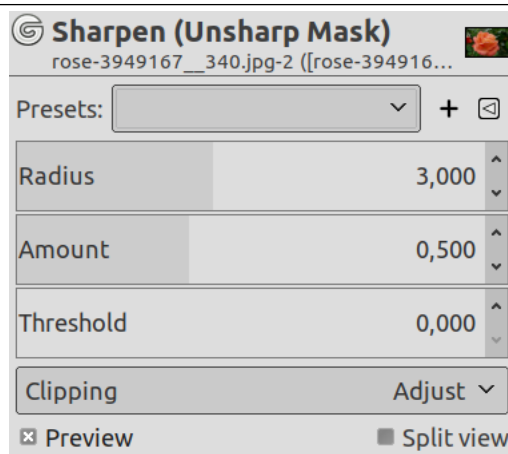 Sharpen (Unsharp Mask)
rose-3949167__340.jpg-2 ([rose-394916...
Presets:
Radius 3,000
Amount 0,500
Threshold 0,000
Clipping Adjust
Preview Split view